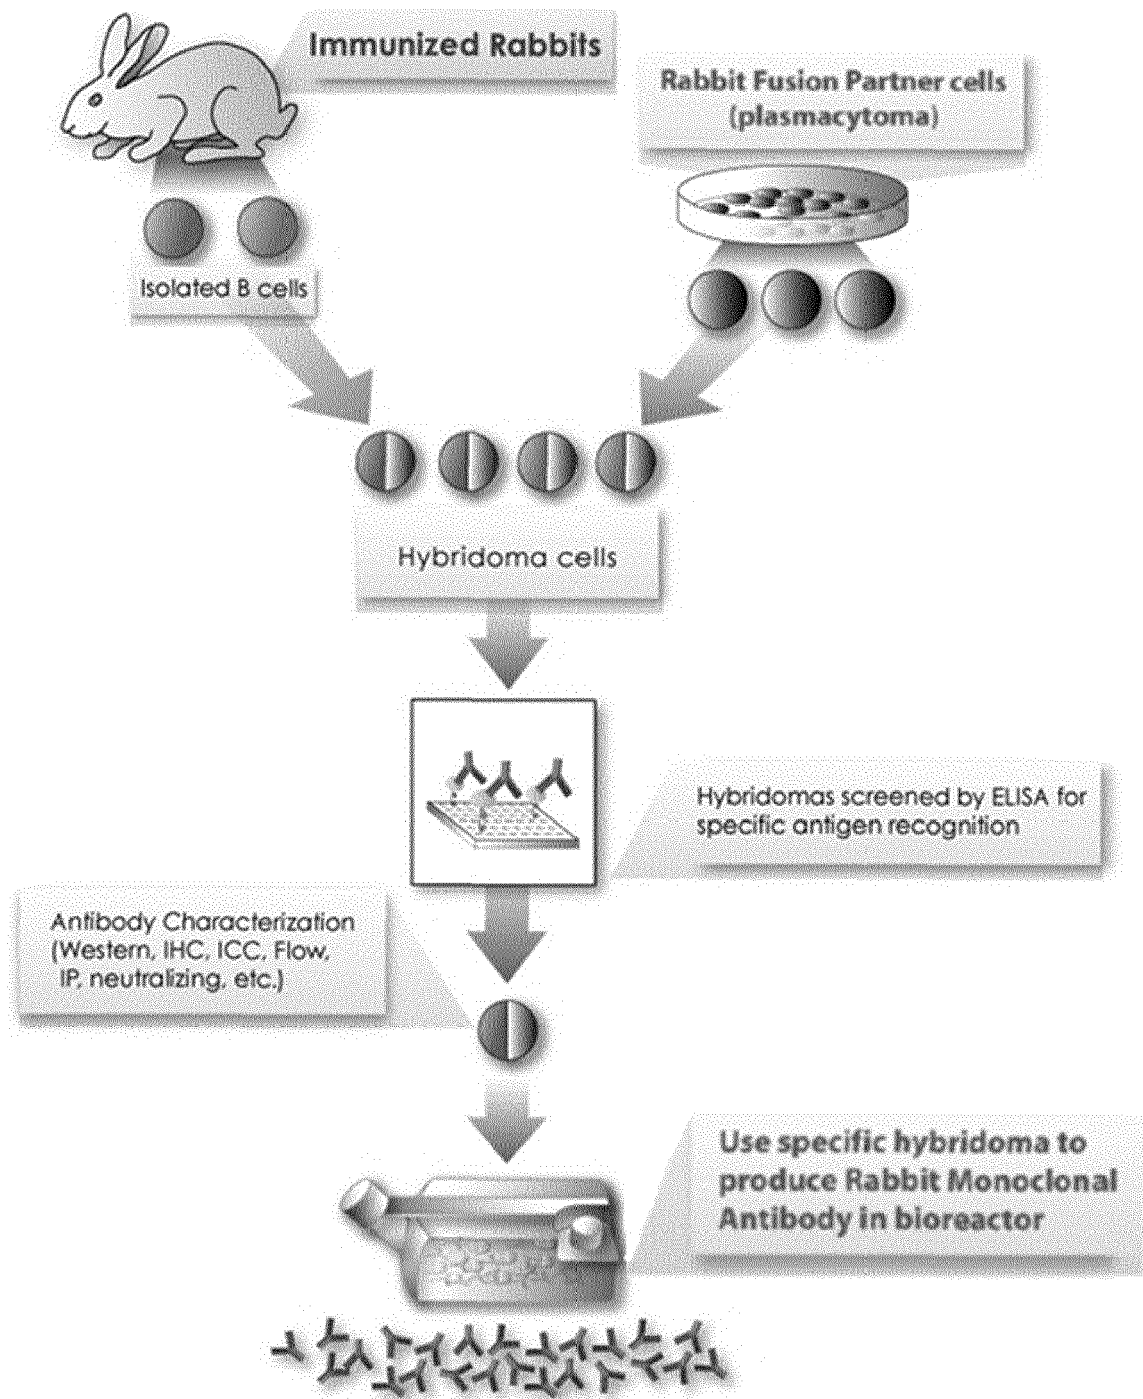 Immunized Rabbits
Rabbit Fusion Partner cells
(plasmacytoma)
Isolated B cells
Hybridoma cells
Hybridomas screened by ELISA for
specific antigen recognition
Antibody Characterization
(Western, IHC, ICC, Flow,
IP, neutralizing, etc.)
Use specific hybridoma to
produce Rabbit Monoclonal
Antibody in bioreactor